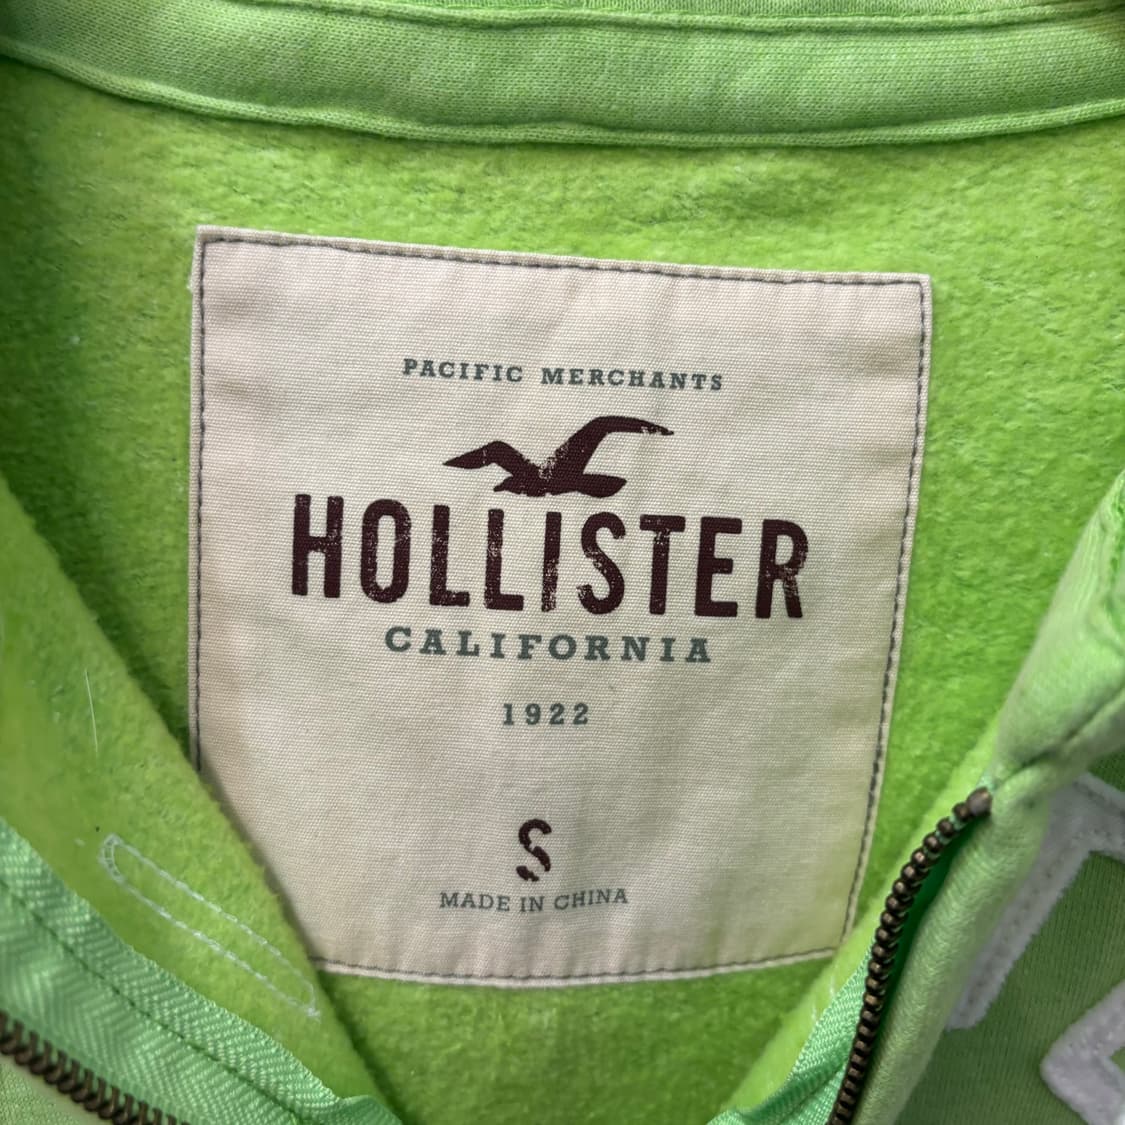 PACIFIC MERCHANTS
HOLLISTER
CALIFORNIA
1922
S
MADE IN CHINA